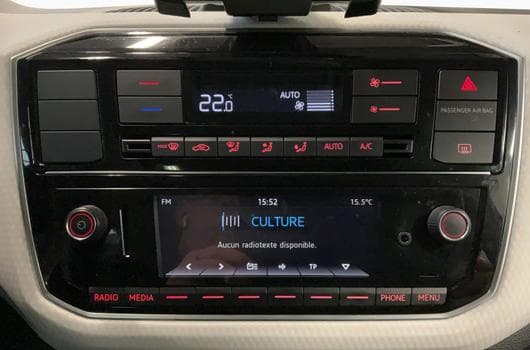 22.0 °C AUTO
PASSENGER AIR BAG
MAX AUTO A/C
FM 15:52 15.5°C
CULTURE
Aucun radiotexte disponible.
TP
RADIO MEDIA PHONE MENU